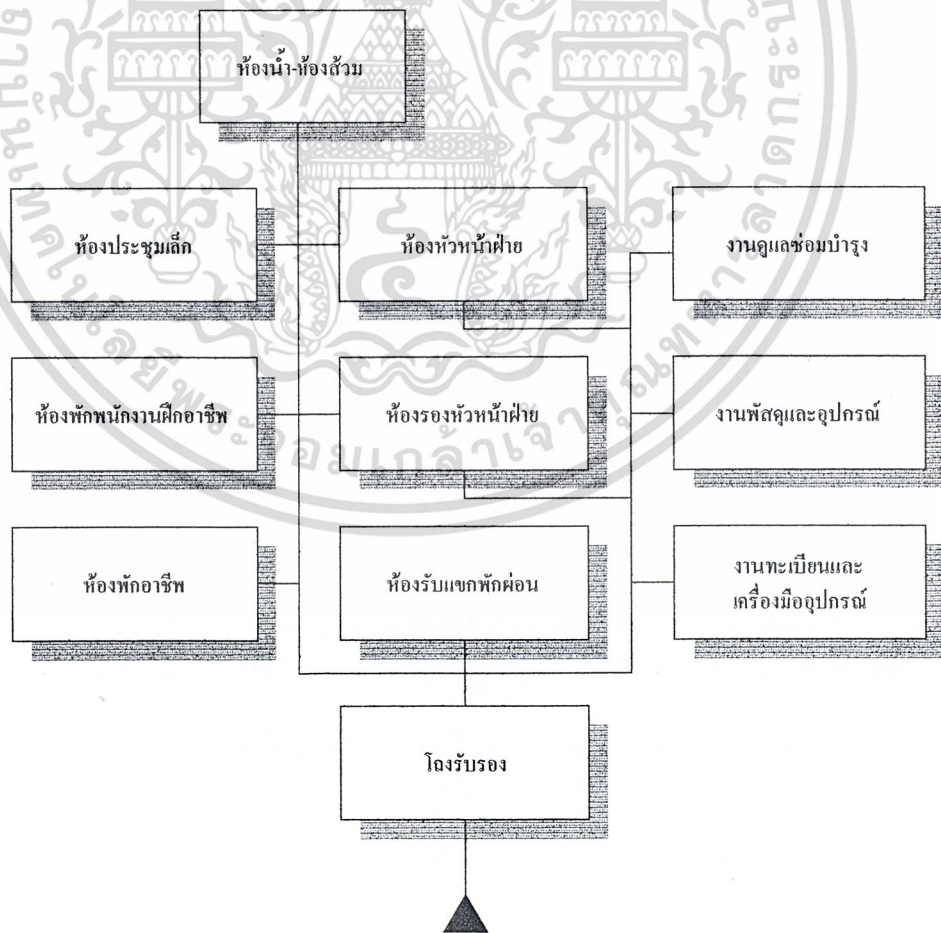 ห้องน้ำ-ห้องส้วม
ห้องประชุมเล็ก
ห้องหัวหน้าฝ่าย
งานดูแลซ่อมบำรุง
ห้องพักพนักงานฝึกอาชีพ
ห้องรองหัวหน้าฝ่าย
งานพัสดุและอุปกรณ์
ห้องพักอาชีพ
ห้องรับแขกพักผ่อน
งานทะเบียนและ
เครื่องมืออุปกรณ์
โถงรับรอง